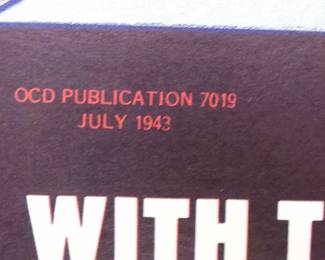 OCD PUBLICATION 7019
JULY 1943
WITH T